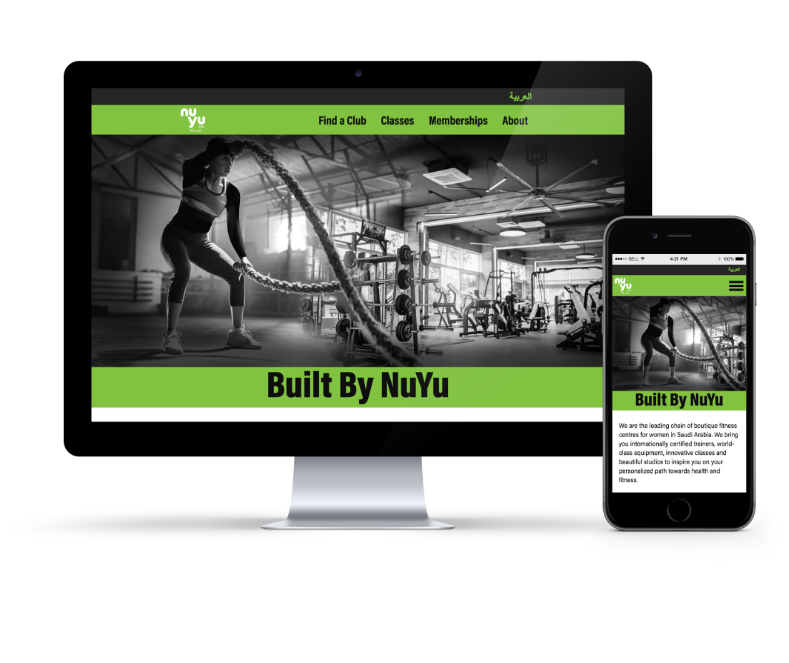 العربية
nu
yu
Find a Club Classes Memberships About
Built By NuYu
BELL 4:21 PM 100%
العربية
nu
yu
Built By NuYu
We are the leading chain of boutique fitness
centres for women in Saudi Arabia. We bring
you internationally certified trainers, world-
class equipment, innovative classes and
beautiful studios to inspire you on your
personalized path towards health and
fitness.